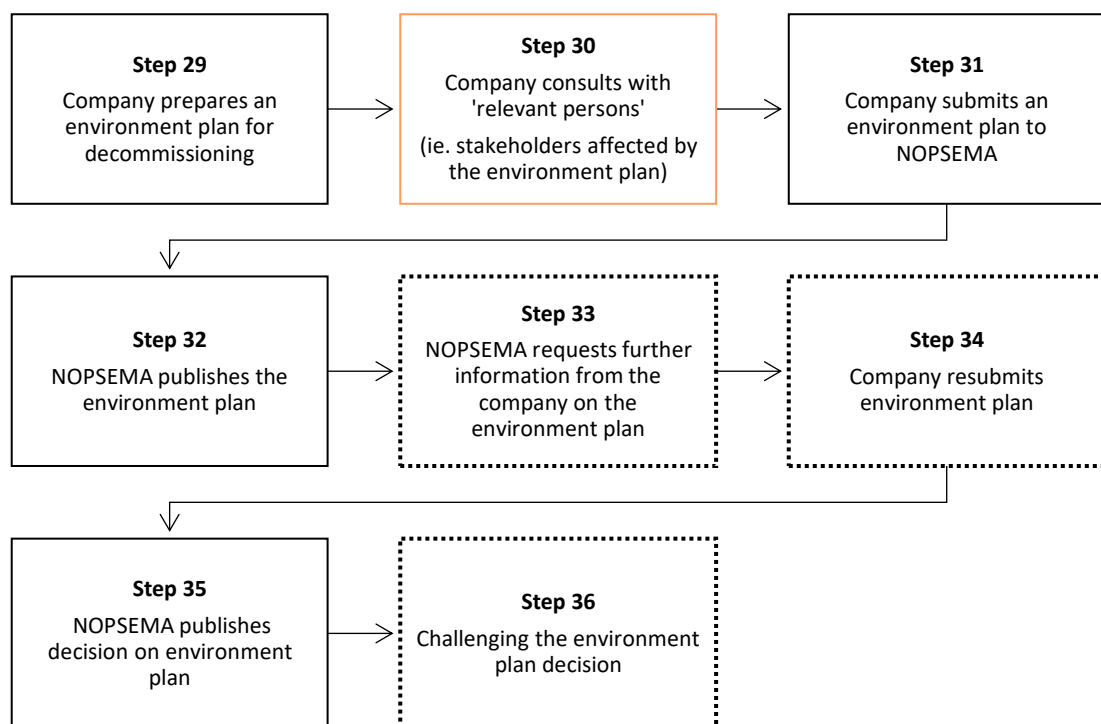 Step 29
Company prepares an
environment plan for
decommissioning
Step 30
Company consults with
'relevant persons'
(ie. stakeholders affected by
the environment plan)
Step 31
Company submits an
environment plan to
NOPSEMA
Step 32
NOPSEMA publishes the
environment plan
Step 33
NOPSEMA requests further
information from the
company on the
environment plan
Step 34
Company resubmits
environment plan
Step 35
NOPSEMA publishes
decision on environment
plan
Step 36
Challenging the environment
plan decision